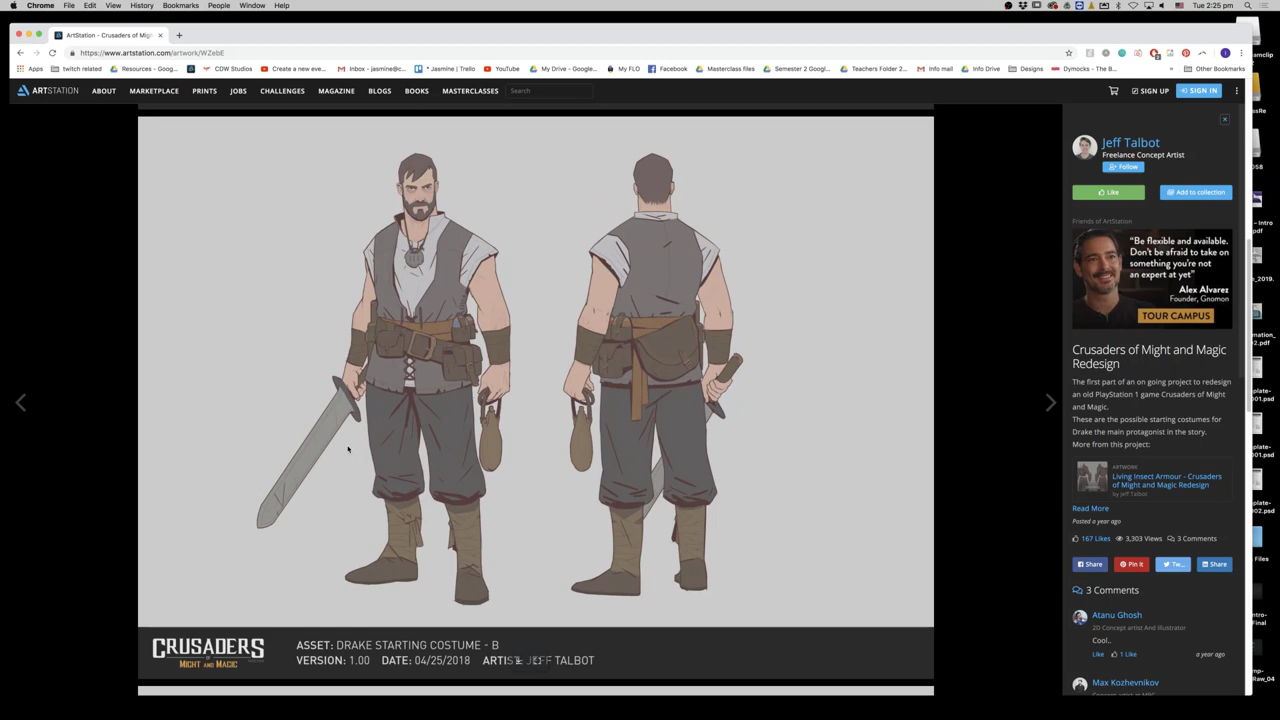 Chrome File Edit View History Bookmarks People Window Help Tue 2:25 pm
ArtStation - Crusaders of Migh
https://www.artstation.com/artwork/WZebE
Apps twitch related Resources - Goog... CDW Studios Create a new eve... Inbox - jasmine@c... * Jasmine | Trello YouTube My Drive - Googl... My FLO Facebook Masterclass files Semester 2 Googl... Teachers Folder 2... Info mail Info Drive Designs Dymocks - The B... » Other Bookmarks
ARTSTATION ABOUT MARKETPLACE PRINTS JOBS CHALLENGES MAGAZINE BLOGS BOOKS MASTERCLASSES Search SIGN UP SIGN IN
Jeff Talbot
Freelance Concept Artist
Follow
Like Add to collection
Friends of ArtStation
"Be flexible and available.
Don't be afraid to take on
something you're not
an expert at yet"
Alex Alvarez
Founder, Gnomon
TOUR CAMPUS
Crusaders of Might and Magic
Redesign
The first part of an on going project to redesign
an old PlayStation 1 game Crusaders of Might
and Magic.
These are the possible starting costumes for
Drake the main protagonist in the story.
More from this project:
ARTWORK
Living Insect Armour - Crusaders
of Might and Magic Redesign
by Jeff Talbot
Read More
Posted a year ago
167 Likes 3,303 Views 3 Comments
Share Pin it Tw... Share
3 Comments
Atanu Ghosh
2D Concept artist And Illustrator
Cool..
Like 1 Like a year ago
Max Kozhevnikov
CRUSADERS
OF MIGHT AND MAGIC
ASSET: DRAKE STARTING COSTUME - B
VERSION: 1.00 DATE: 04/25/2018 ARTIST: JEFF TALBOT